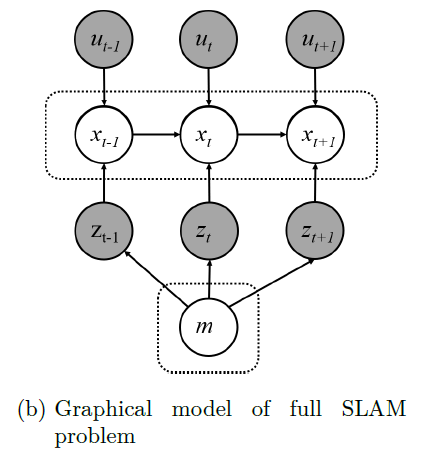 u_{t-1} u_t u_{t+1}
x_{t-1} x_t x_{t+1}
z_{t-1} z_t z_{t+1}
m
(b) Graphical model of full SLAM
problem